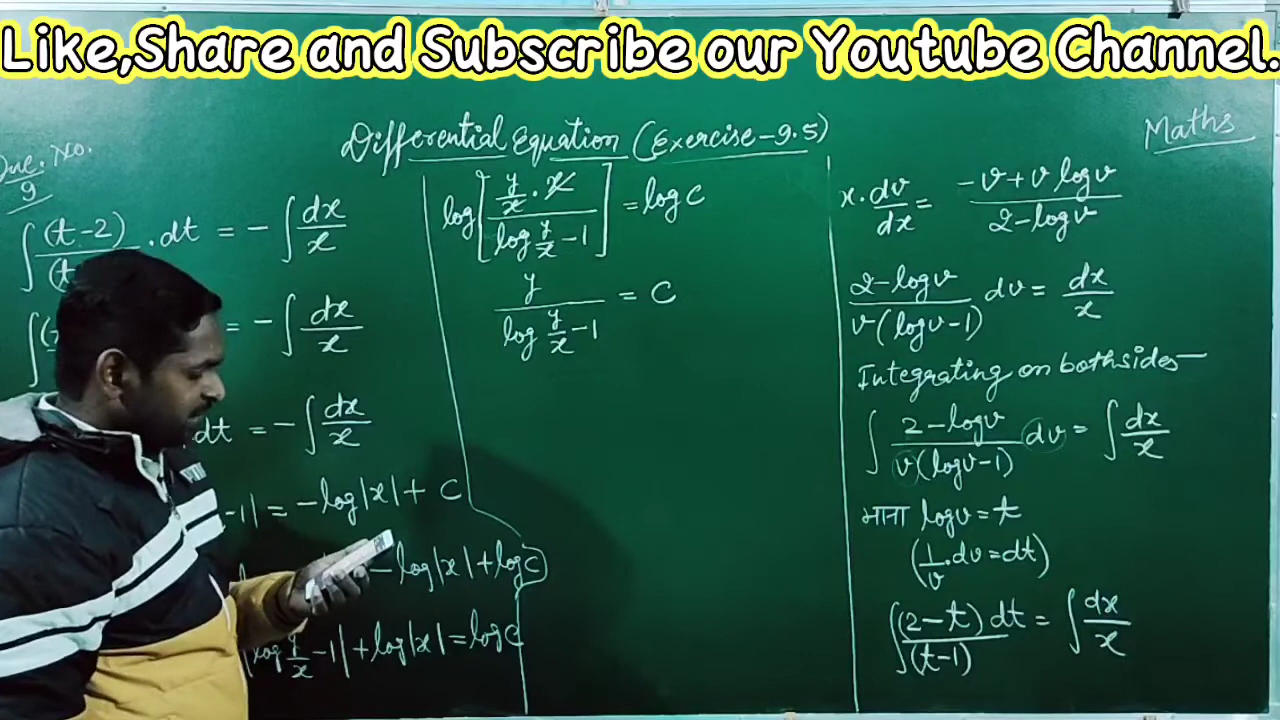 Like,Share and Subscribe our Youtube Channel.
Differential Equation (Exercise-9.5)
Maths
Que. No.
9
∫ (t-2)/(t . dt = - ∫ dx/x
∫ = - ∫ dx/x
. dt = - ∫ dx/x
-1| = -log|x| + C
- log|x| + log C
log y/x -1| + log|x| = log C
log [ (y/x . x) / (log y/x -1) ] = log C
y / (log y/x -1) = C
x . dv/dx = (-v + v log v) / (2 - log v)
(2 - log v) / (v (log v -1)) dv = dx/x
Integrating on both sides—
∫ (2 - log v) / (v (log v -1)) dv = ∫ dx/x
माना log v = t
(1/v . dv = dt)
∫ (2 - t) dt / (t-1) = ∫ dx/x